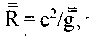 R̿ = c²/g̿,